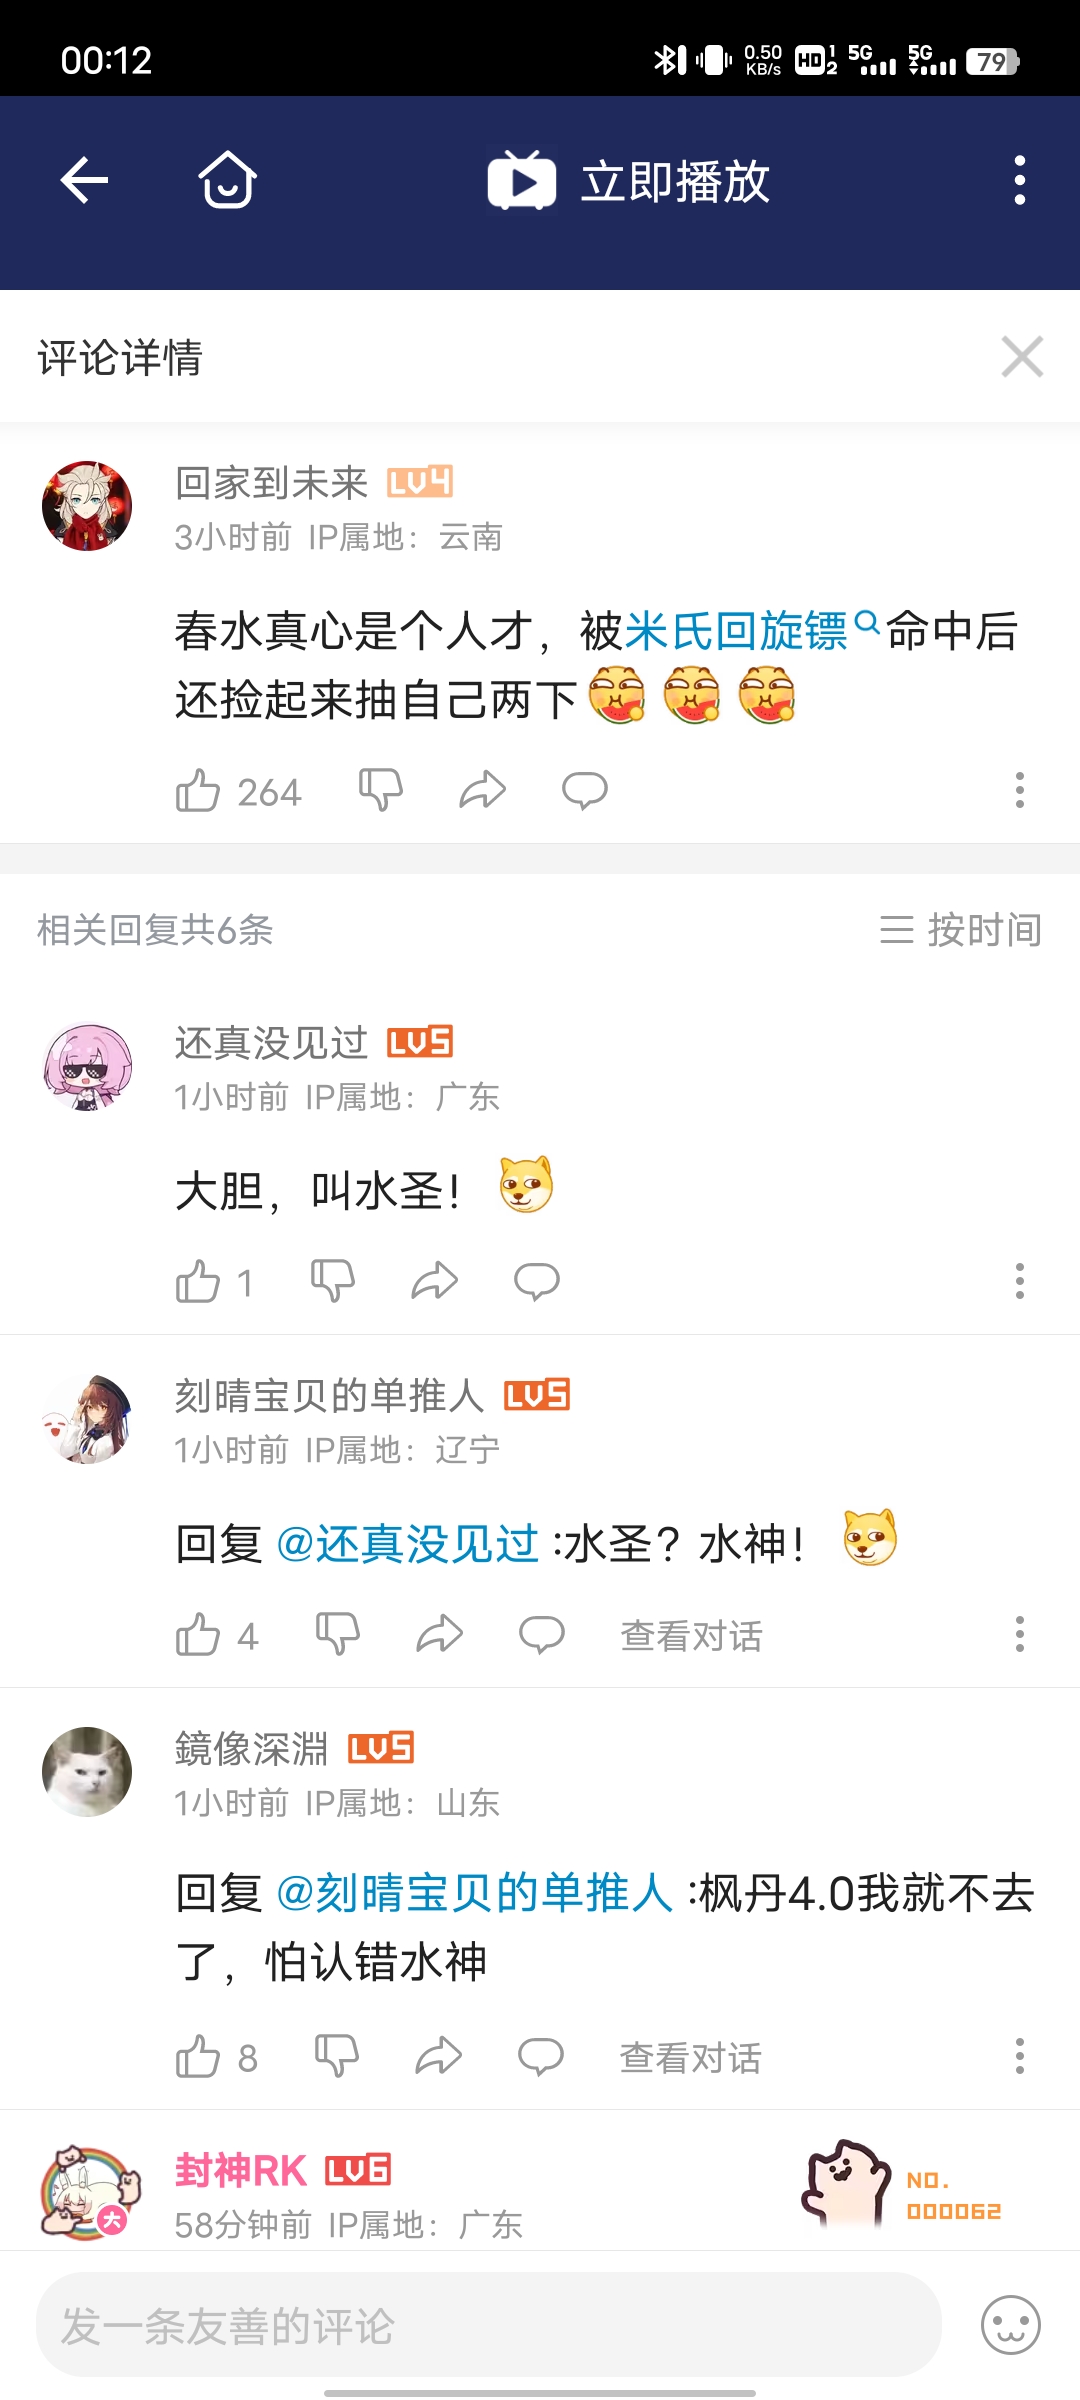 00:12
0.50 KB/s HD 1 2 5G 5G 79
立即播放
评论详情
回家到未来 LV4
3小时前 IP属地：云南
春水真心是个人才，被米氏回旋镖命中后
还捡起来抽自己两下
264
相关回复共6条 按时间
还真没见过 LV5
1小时前 IP属地：广东
大胆，叫水圣！
1
刻晴宝贝的单推人 LV5
1小时前 IP属地：辽宁
回复 @还真没见过 :水圣？水神！
4 查看对话
鏡像深淵 LV5
1小时前 IP属地：山东
回复 @刻晴宝贝的单推人 :枫丹4.0我就不去
了，怕认错水神
8 查看对话
封神RK LV6
58分钟前 IP属地：广东
大
NO.
000062
发一条友善的评论